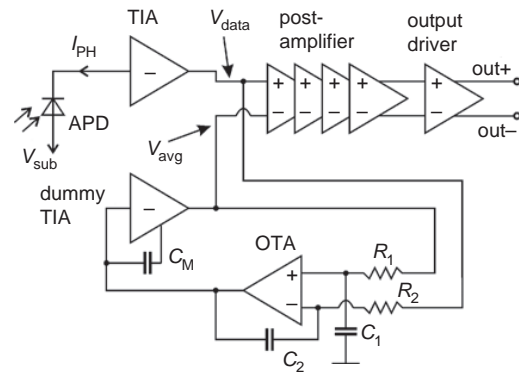 TIA
V_data
post-
amplifier
output
driver
I_PH
out+
APD
out–
V_sub
V_avg
dummy
TIA
C_M
OTA
R_1
R_2
C_1
C_2
+
–
+
–
+
–
+
–
+
–
+
–
–
–